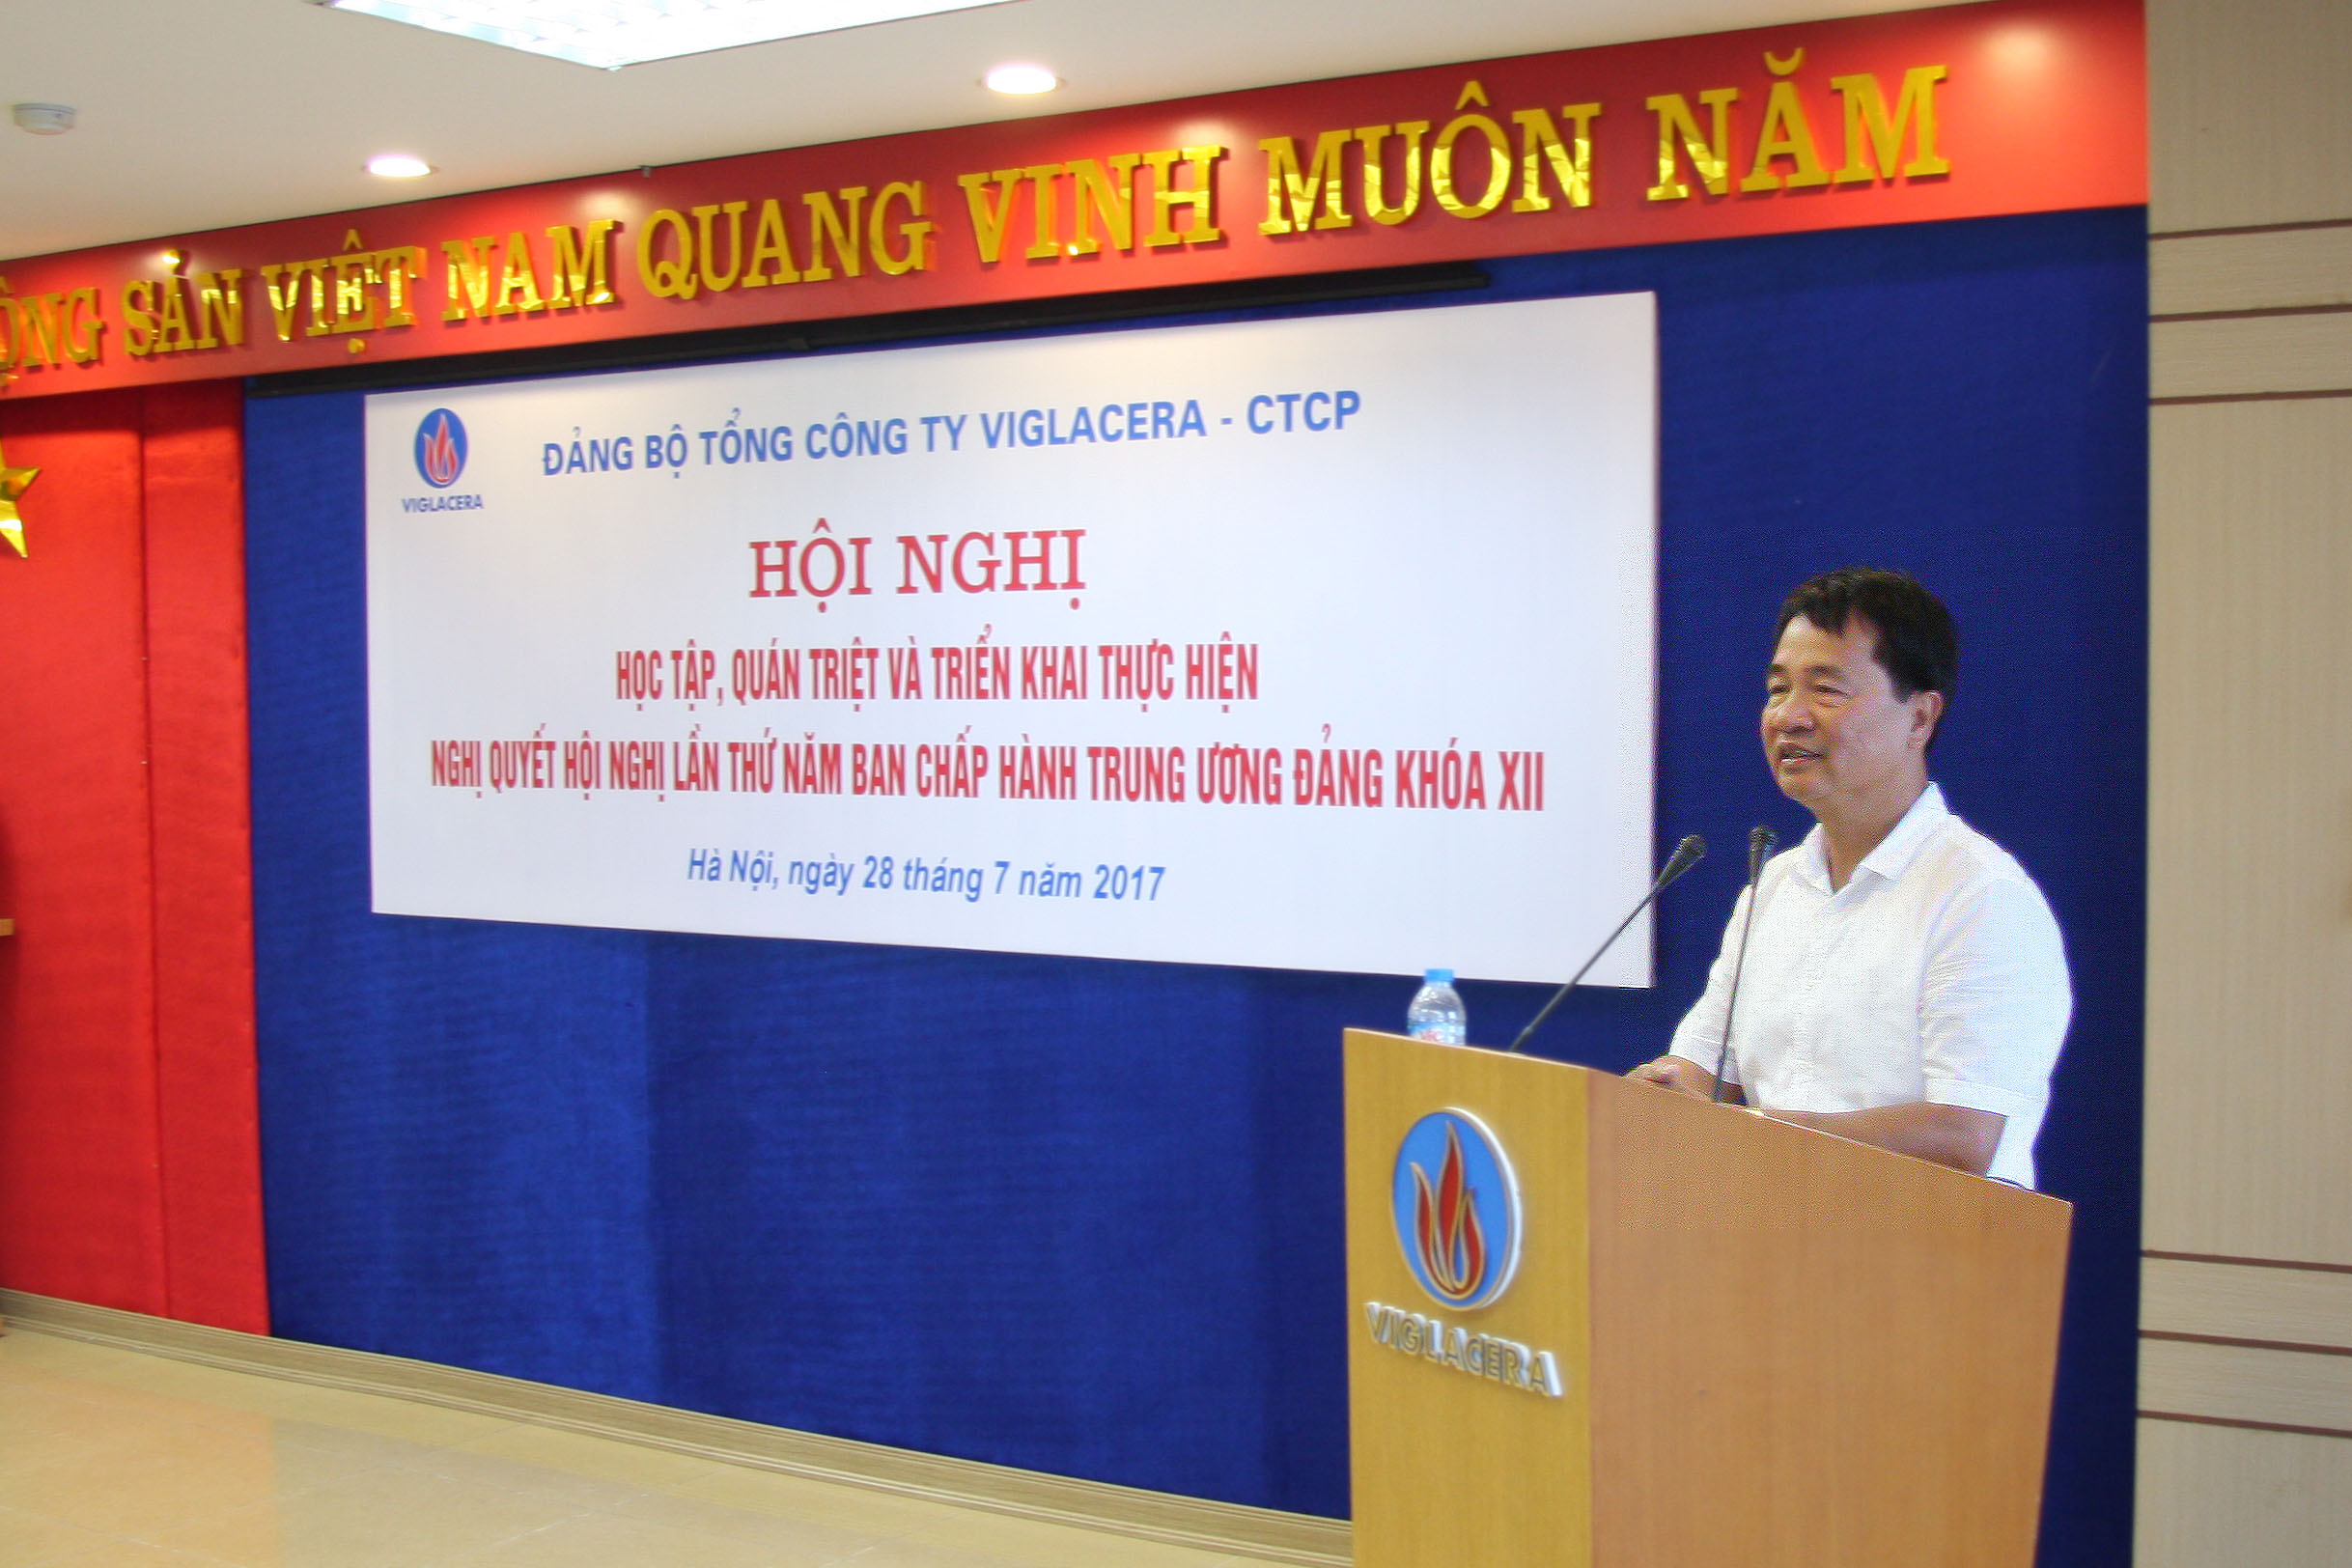 SẢN VIỆT NAM QUANG VINH MUÔN NĂM
VIGLACERA
ĐẢNG BỘ TỔNG CÔNG TY VIGLACERA - CTCP
HỘI NGHỊ
HỌC TẬP, QUÁN TRIỆT VÀ TRIỂN KHAI THỰC HIỆN
NGHỊ QUYẾT HỘI NGHỊ LẦN THỨ NĂM BAN CHẤP HÀNH TRUNG ƯƠNG ĐẢNG KHÓA XII
Hà Nội, ngày 28 tháng 7 năm 2017
VIGLACERA